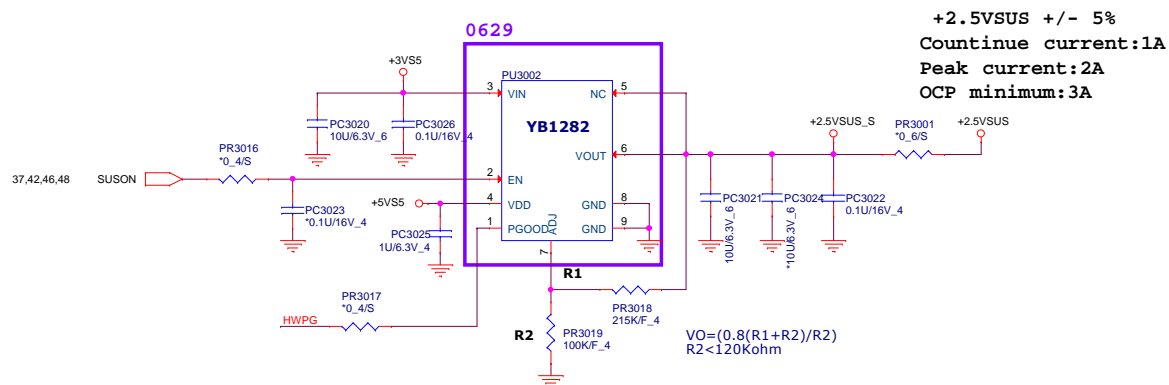 +2.5VSUS +/- 5%
Countinue current:1A
Peak current:2A
OCP minimum:3A
0629
+3VS5
PU3002
3
VIN
NC
5
YB1282
PC3020
10U/6.3V_6
PC3026
0.1U/16V_4
+2.5VSUS_S
PR3001
*0_6/S
+2.5VSUS
VOUT
6
PR3016
*0_4/S
37,42,46,48
SUSON
2
EN
PC3023
*0.1U/16V_4
+5VS5
4
VDD
GND
8
1
PGOOD
GND
9
ADJ
7
PC3025
1U/6.3V_4
PC3021
10U/6.3V_6
PC3024
*10U/6.3V_6
PC3022
0.1U/16V_4
R1
PR3018
215K/F_4
PR3017
*0_4/S
HWPG
R2
PR3019
100K/F_4
VO=(0.8(R1+R2)/R2)
R2<120Kohm